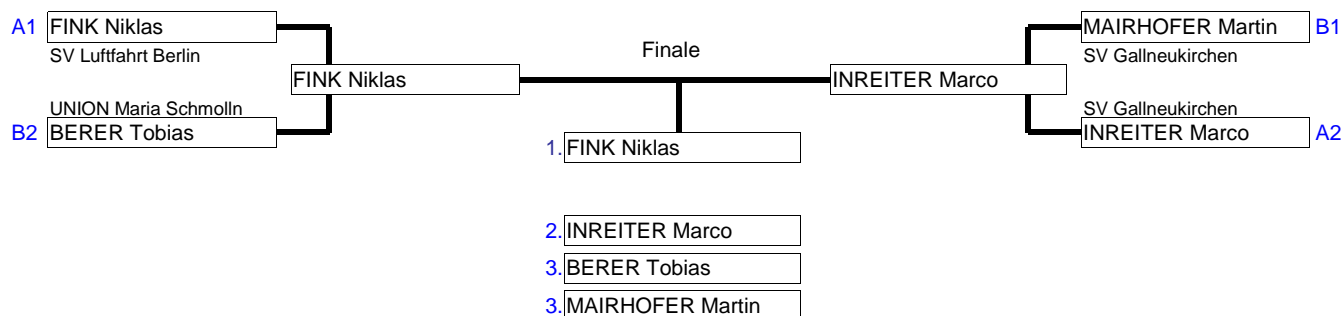 A1 FINK Niklas
SV Luftfahrt Berlin
MAIRHOFER Martin B1
SV Gallneukirchen
Finale
FINK Niklas
INREITER Marco
UNION Maria Schmolln
B2 BERER Tobias
SV Gallneukirchen
INREITER Marco A2
1. FINK Niklas
2. INREITER Marco
3. BERER Tobias
3. MAIRHOFER Martin